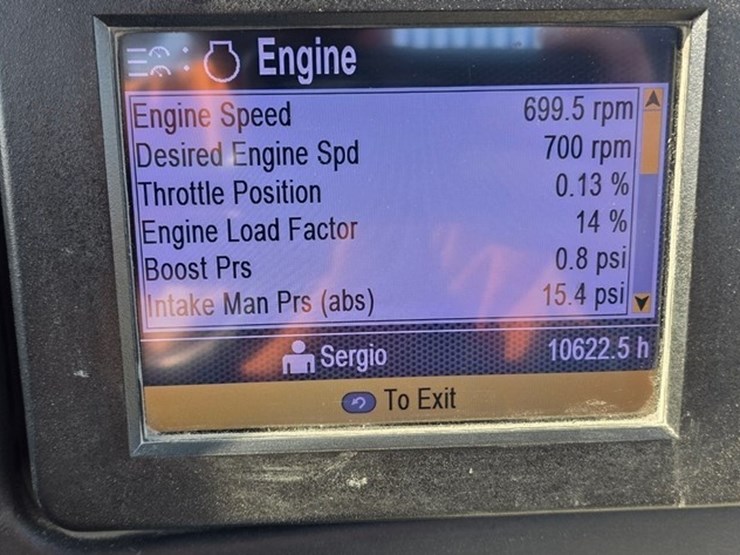 Engine
Engine Speed 699.5 rpm
Desired Engine Spd 700 rpm
Throttle Position 0.13 %
Engine Load Factor 14 %
Boost Prs 0.8 psi
Intake Man Prs (abs) 15.4 psi
Sergio 10622.5 h
To Exit